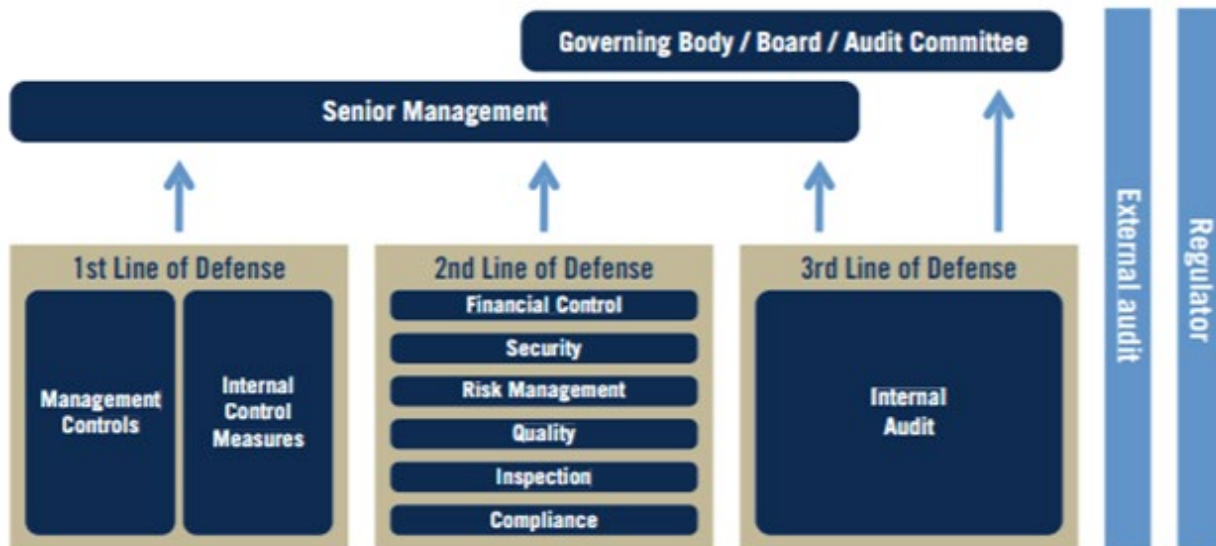 Governing Body / Board / Audit Committee
Senior Management
1st Line of Defense
Management
Controls
Internal
Control
Measures
2nd Line of Defense
Financial Control
Security
Risk Management
Quality
Inspection
Compliance
3rd Line of Defense
Internal
Audit
External audit
Regulator